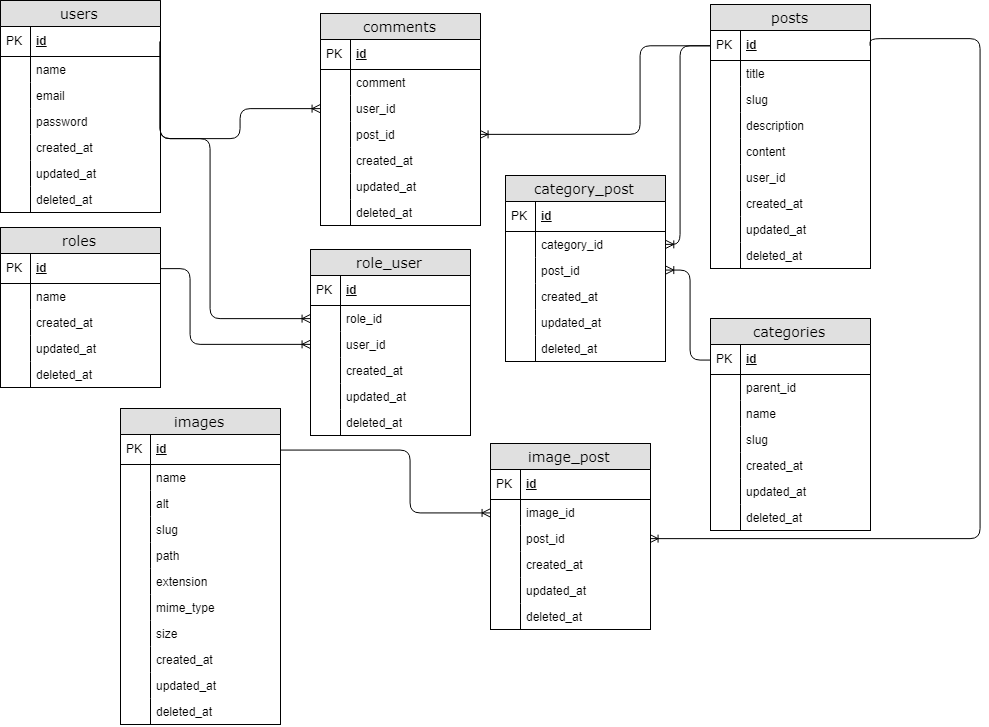 users
PK id
name
email
password
created_at
updated_at
deleted_at
comments
PK id
comment
user_id
post_id
created_at
updated_at
deleted_at
posts
PK id
title
slug
description
content
user_id
created_at
updated_at
deleted_at
category_post
PK id
category_id
post_id
created_at
updated_at
deleted_at
roles
PK id
name
created_at
updated_at
deleted_at
role_user
PK id
role_id
user_id
created_at
updated_at
deleted_at
categories
PK id
parent_id
name
slug
created_at
updated_at
deleted_at
images
PK id
name
alt
slug
path
extension
mime_type
size
created_at
updated_at
deleted_at
image_post
PK id
image_id
post_id
created_at
updated_at
deleted_at